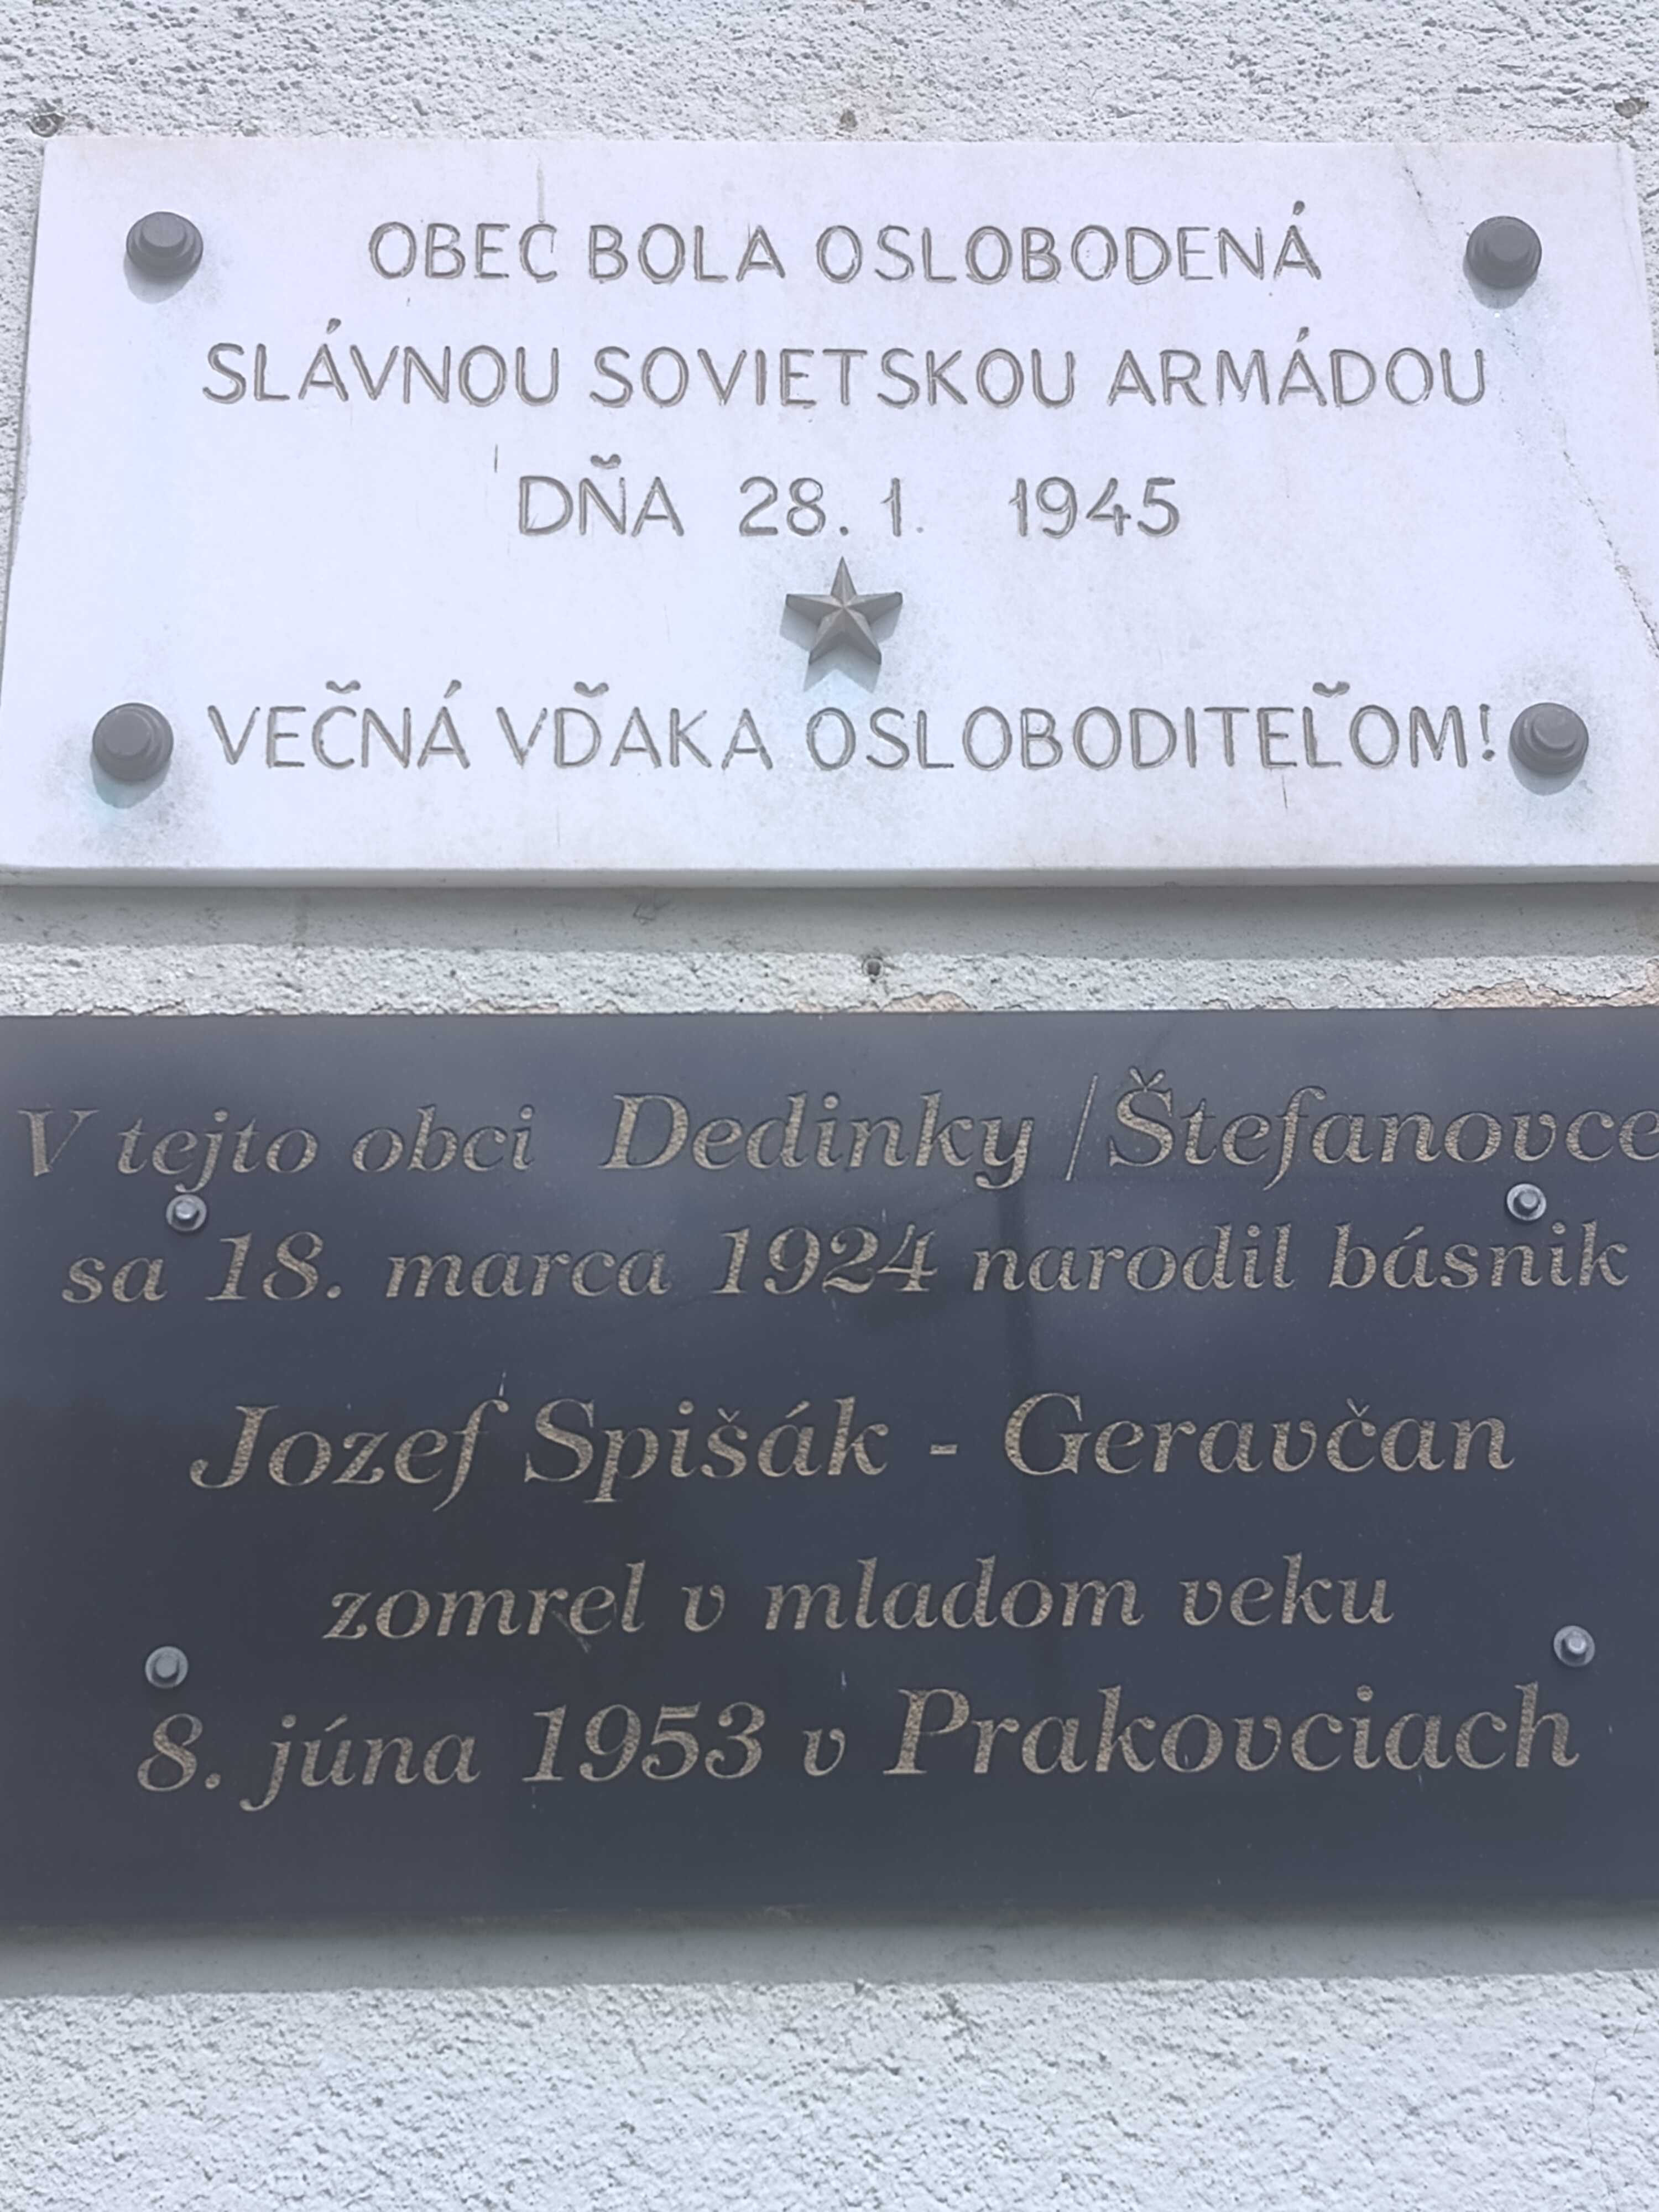 OBEC BOLA OSLOBODENÁ
SLÁVNOU SOVIETSKOU ARMÁDOU
DŇA 28. 1. 1945
VEČNÁ VĎAKA OSLOBODITEĽOM!
V tejto obci Dedinky /Štefanovce
sa 18. marca 1924 narodil básnik
Jozef Spišák - Geravčan
zomrel v mladom veku
8. júna 1953 v Prakovciach